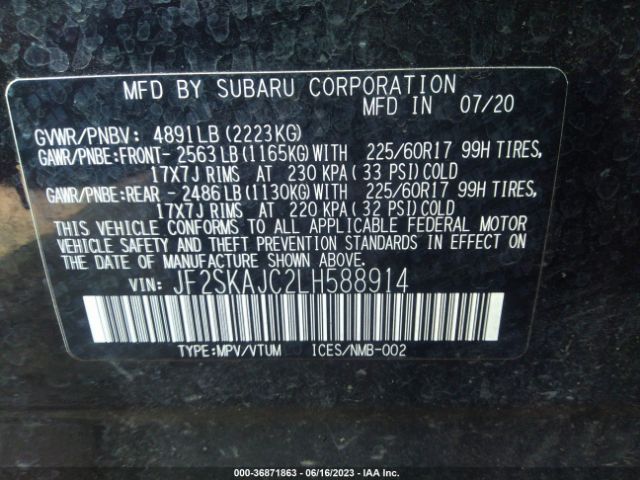 MFD BY SUBARU CORPORATION
MFD IN 07/20
GVWR/PNBV: 4891LB(2223KG)
GAWR/PNBE:FRONT-2563LB(1165KG)WITH 225/60R17 99H TIRES,
17X7J RIMS AT 230 KPA(33 PSI)COLD
GAWR/PNBE:REAR -2486LB(1130KG)WITH 225/60R17 99H TIRES,
17X7J RIMS AT 220 KPA(32 PSI)COLD
THIS VEHICLE CONFORMS TO ALL APPLICABLE FEDERAL MOTOR
VEHICLE SAFETY AND THEFT PREVENTION STANDARDS IN EFFECT ON
THE DATE OF MANUFACTURE SHOWN ABOVE.
VIN: JF2SKAJC2LH588914
TYPE:MPV/VTUM ICES/NMB-002
000-36871863 - 06/16/2023 - IAA Inc.